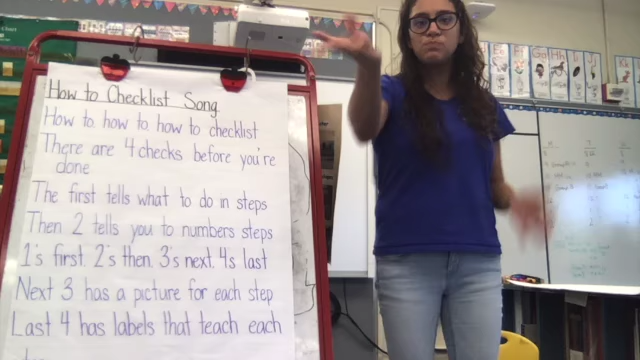 How to Checklist Song
How to how to how to checklist
There are 4 checks before you're
done
The first tells what to do in steps
Then 2 tells you to numbers steps
1's first. 2's then. 3's next. 4's last
Next 3 has a picture for each step
Last 4 has labels that teach each